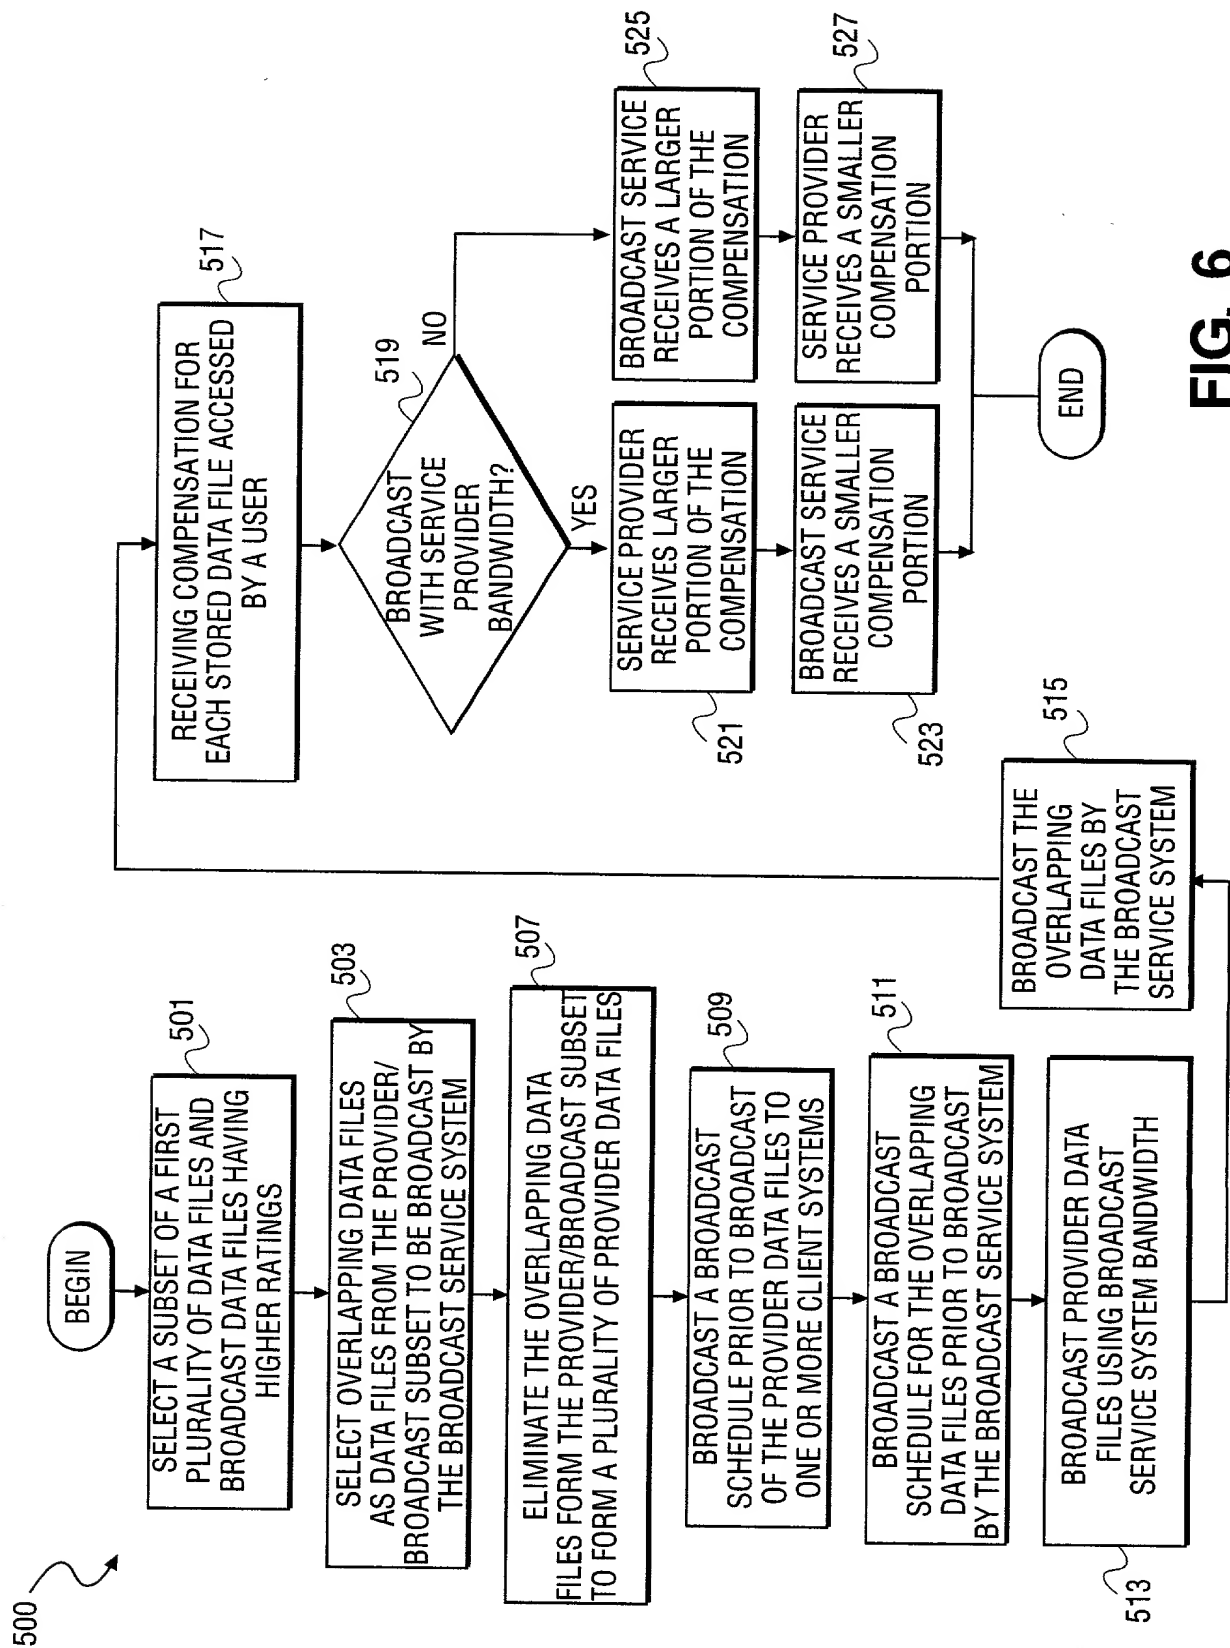 500
BEGIN
501
SELECT A SUBSET OF A FIRST
PLURALITY OF DATA FILES AND
BROADCAST DATA FILES HAVING
HIGHER RATINGS
503
SELECT OVERLAPPING DATA FILES
AS DATA FILES FROM THE PROVIDER/
BROADCAST SUBSET TO BE BROADCAST BY
THE BROADCAST SERVICE SYSTEM
507
ELIMINATE THE OVERLAPPING DATA
FILES FORM THE PROVIDER/BROADCAST SUBSET
TO FORM A PLURALITY OF PROVIDER DATA FILES
509
BROADCAST A BROADCAST
SCHEDULE PRIOR TO BROADCAST
OF THE PROVIDER DATA FILES TO
ONE OR MORE CLIENT SYSTEMS
511
BROADCAST A BROADCAST
SCHEDULE FOR THE OVERLAPPING
DATA FILES PRIOR TO BROADCAST
BY THE BROADCAST SERVICE SYSTEM
513
BROADCAST PROVIDER DATA
FILES USING BROADCAST
SERVICE SYSTEM BANDWIDTH
515
BROADCAST THE
OVERLAPPING
DATA FILES BY
THE BROADCAST
SERVICE SYSTEM
517
RECEIVING COMPENSATION FOR
EACH STORED DATA FILE ACCESSED
BY A USER
519
BROADCAST
WITH SERVICE
PROVIDER
BANDWIDTH?
NO
YES
521
SERVICE PROVIDER
RECEIVES LARGER
PORTION OF THE
COMPENSATION
523
BROADCAST SERVICE
RECEIVES A SMALLER
COMPENSATION
PORTION
525
BROADCAST SERVICE
RECEIVES A LARGER
PORTION OF THE
COMPENSATION
527
SERVICE PROVIDER
RECEIVES A SMALLER
COMPENSATION
PORTION
END
FIG. 6